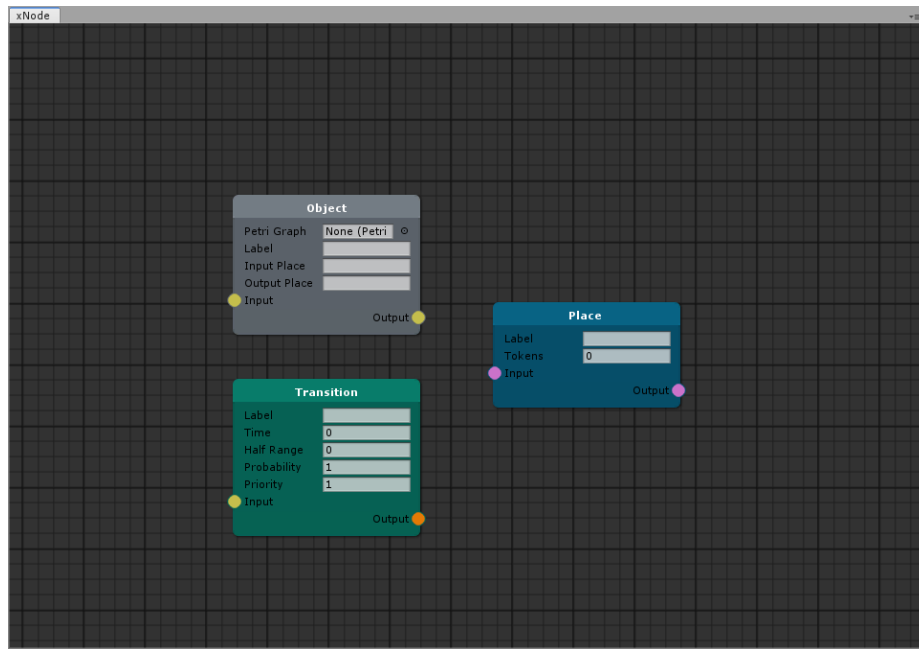 xNode
Object
Petri Graph None (Petri
Label
Input Place
Output Place
Input
Output
Place
Label
Tokens 0
Input
Output
Transition
Label
Time 0
Half Range 0
Probability 1
Priority 1
Input
Output